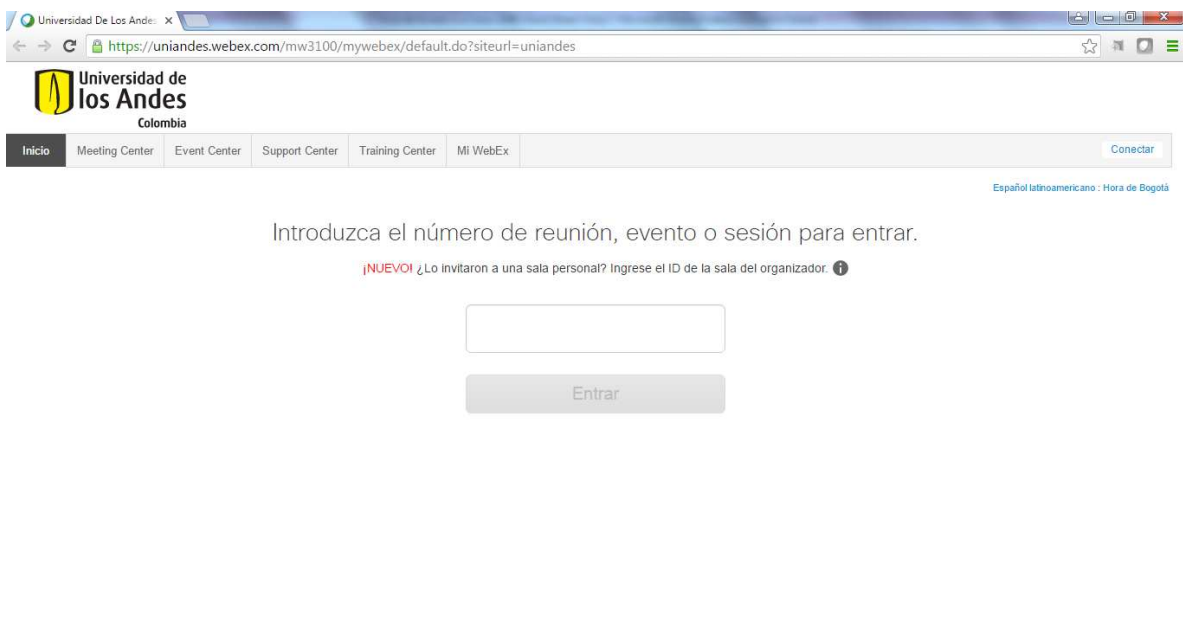 Universidad De Los Ande
https://uniandes.webex.com/mw3100/mywebex/default.do?siteurl=uniandes
Universidad de
los Andes
Colombia
Inicio Meeting Center Event Center Support Center Training Center Mi WebEx Conectar
Español latinoamericano : Hora de Bogotá
Introduzca el número de reunión, evento o sesión para entrar.
¡NUEVO! ¿Lo invitaron a una sala personal? Ingrese el ID de la sala del organizador.
Entrar